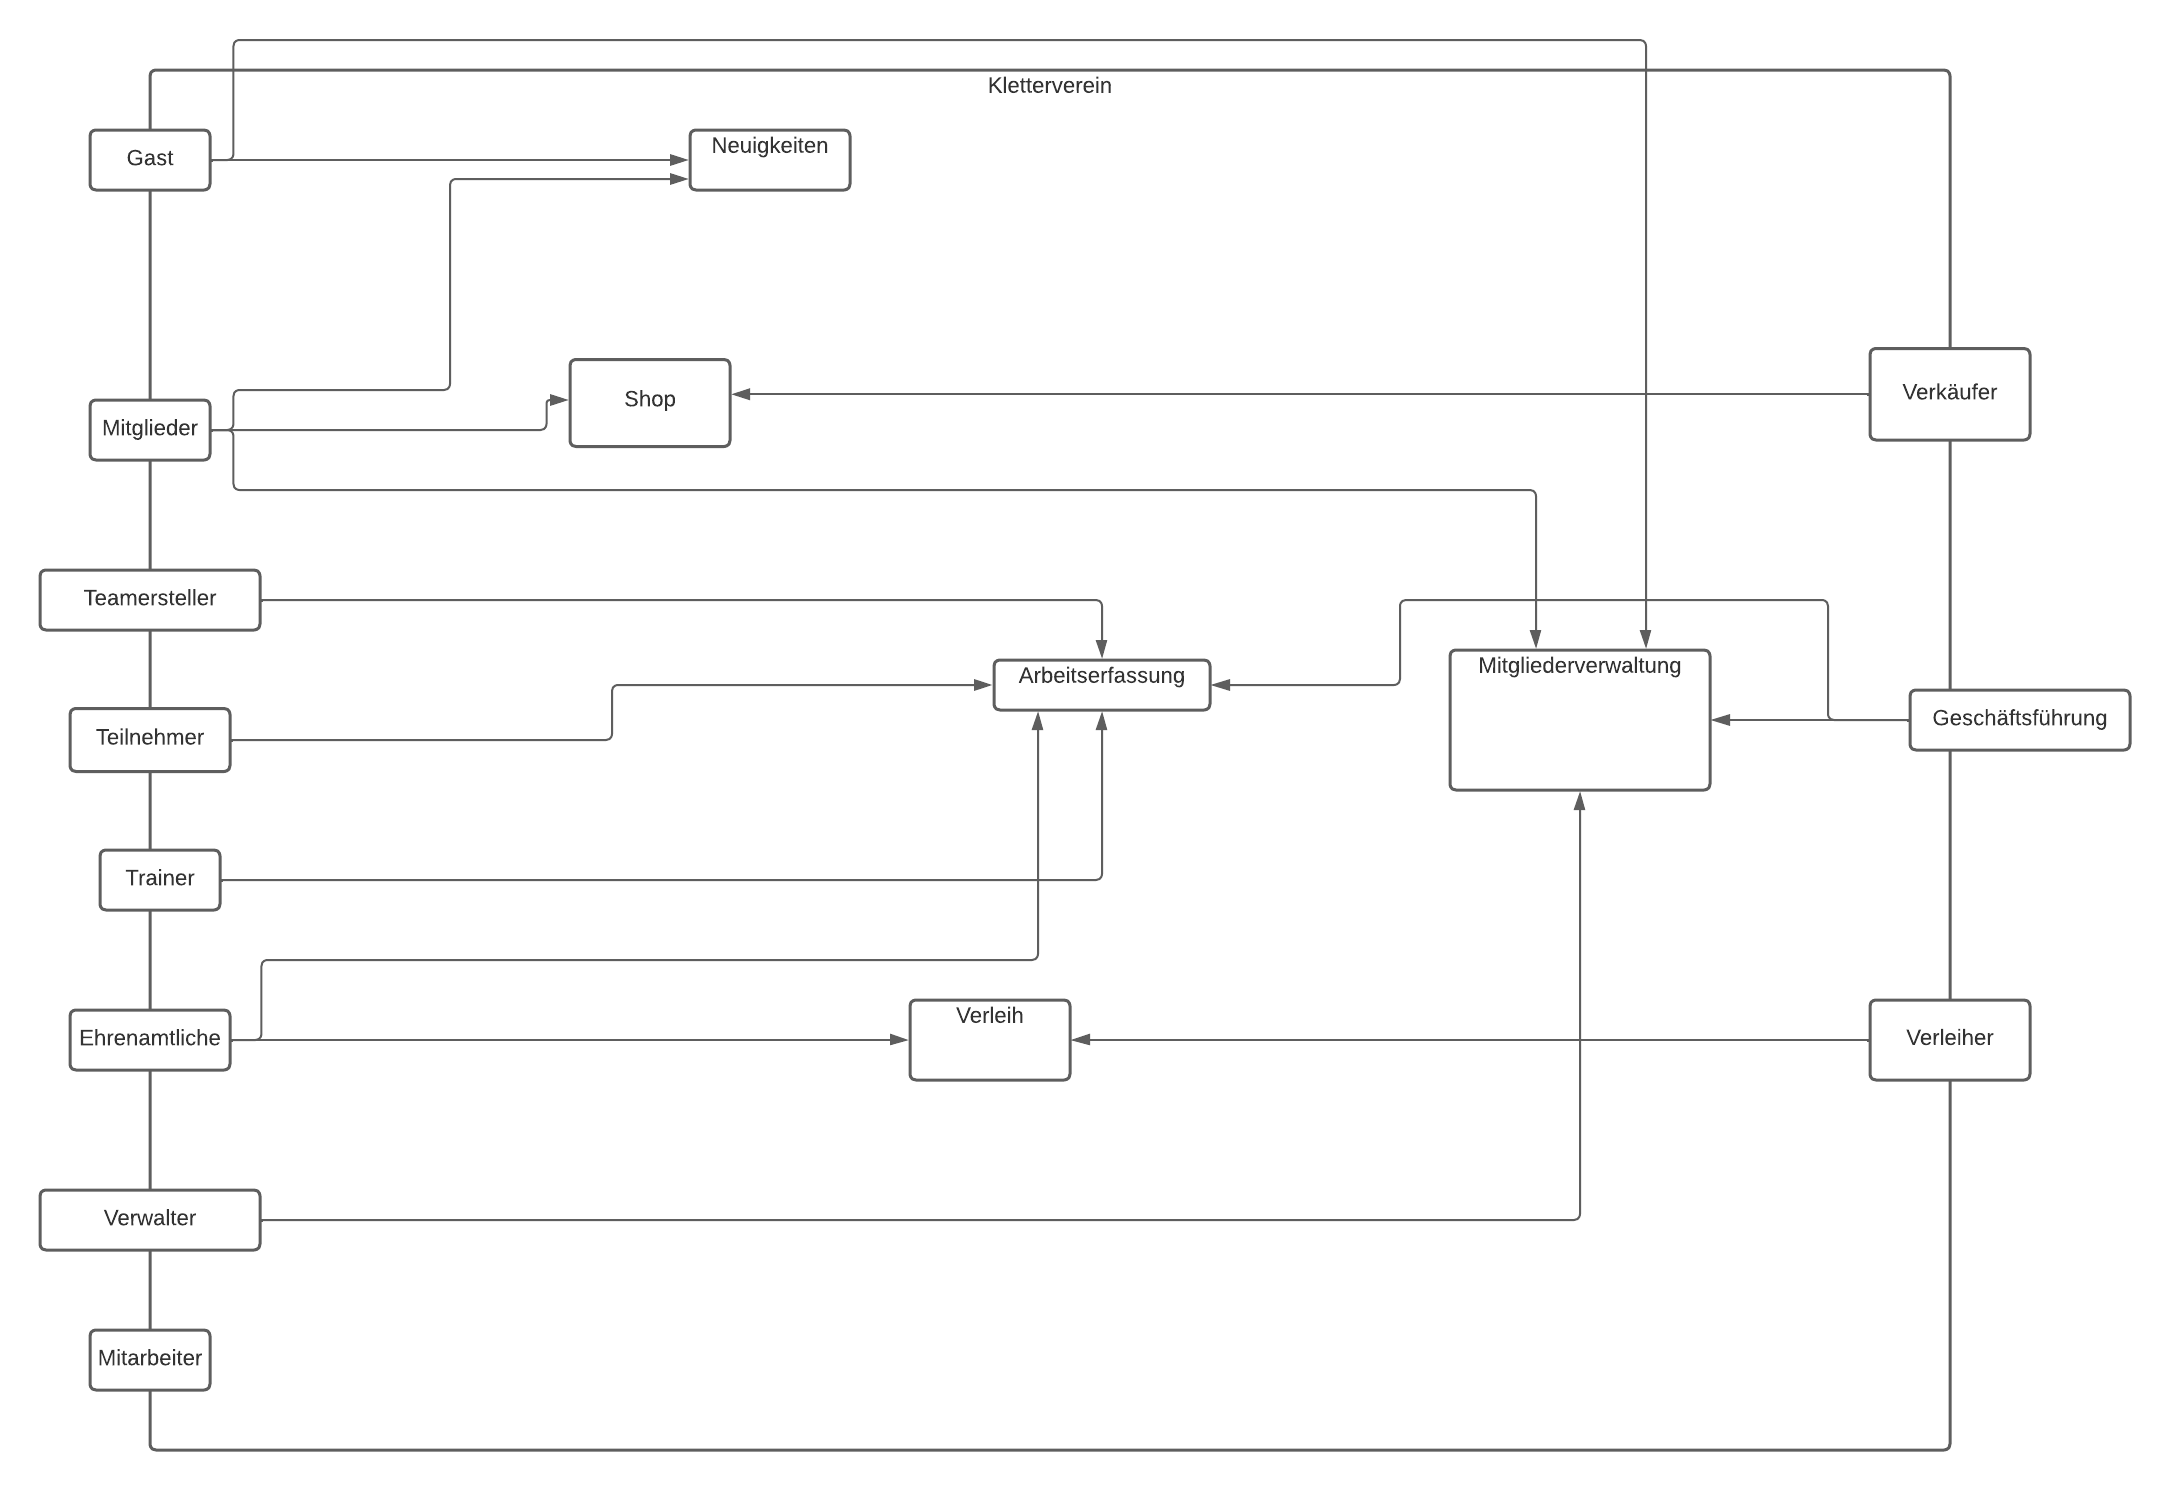 Kletterverein
Gast
Neuigkeiten
Mitglieder
Shop
Verkäufer
Teamersteller
Arbeitserfassung
Mitgliederverwaltung
Teilnehmer
Geschäftsführung
Trainer
Ehrenamtliche
Verleih
Verleiher
Verwalter
Mitarbeiter